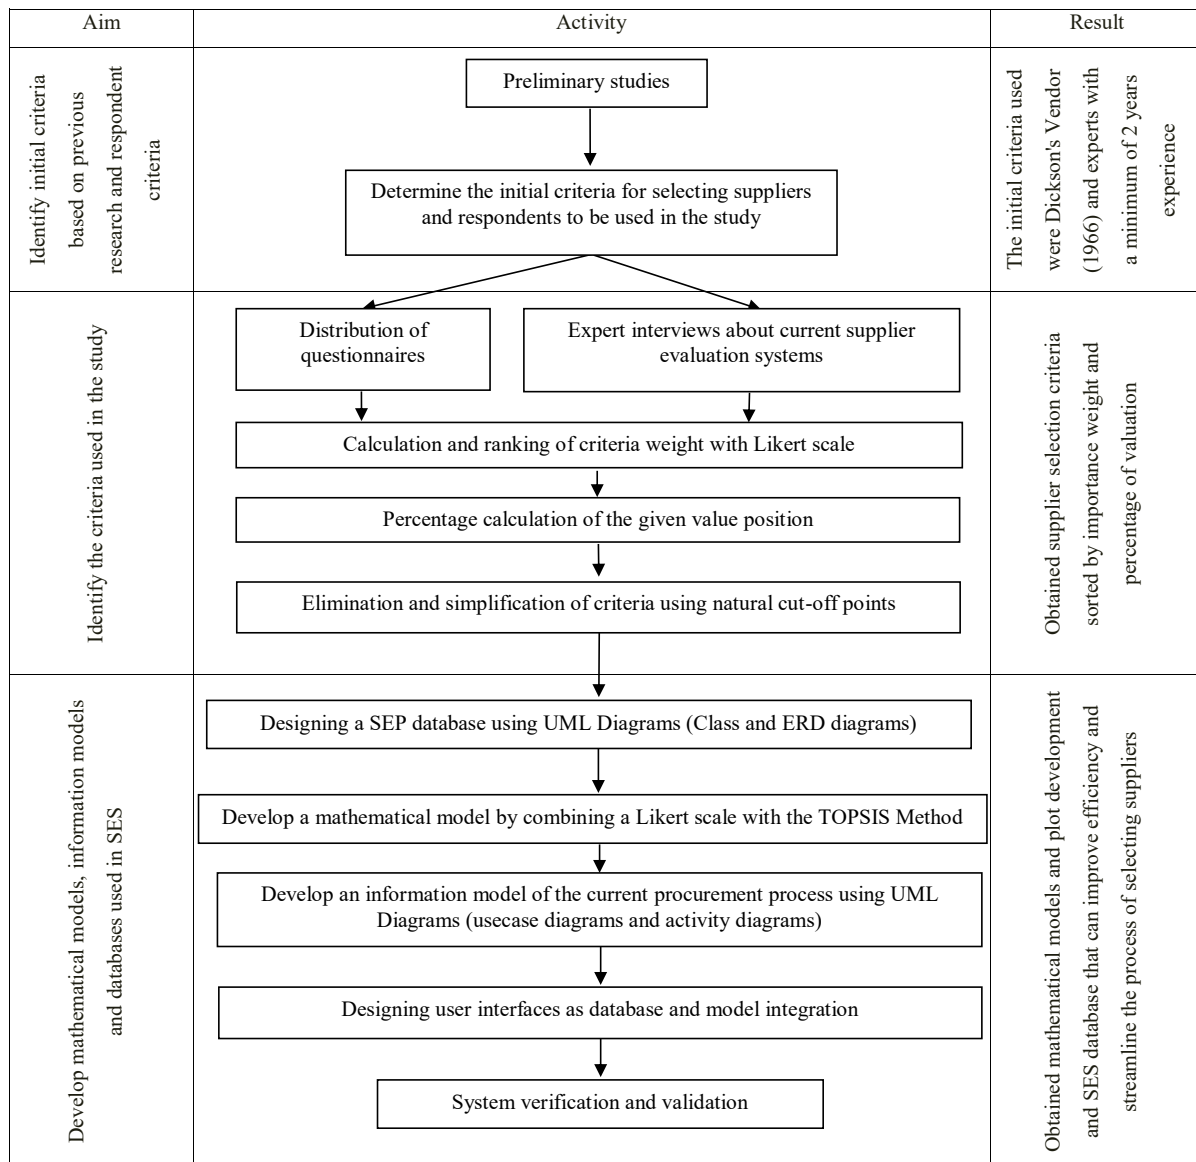 Aim
Activity
Result
Identify initial criteria
based on previous
research and respondent
criteria
Preliminary studies
Determine the initial criteria for selecting suppliers
and respondents to be used in the study
The initial criteria used
were Dickson's Vendor
(1966) and experts with
a minimum of 2 years
experience
Identify the criteria used in the study
Distribution of
questionnaires
Expert interviews about current supplier
evaluation systems
Calculation and ranking of criteria weight with Likert scale
Percentage calculation of the given value position
Elimination and simplification of criteria using natural cut-off points
Obtained supplier selection criteria
sorted by importance weight and
percentage of valuation
Develop mathematical models, information models
and databases used in SES
Designing a SEP database using UML Diagrams (Class and ERD diagrams)
Develop a mathematical model by combining a Likert scale with the TOPSIS Method
Develop an information model of the current procurement process using UML
Diagrams (usecase diagrams and activity diagrams)
Designing user interfaces as database and model integration
System verification and validation
Obtained mathematical models and plot development
and SES database that can improve efficiency and
streamline the process of selecting suppliers